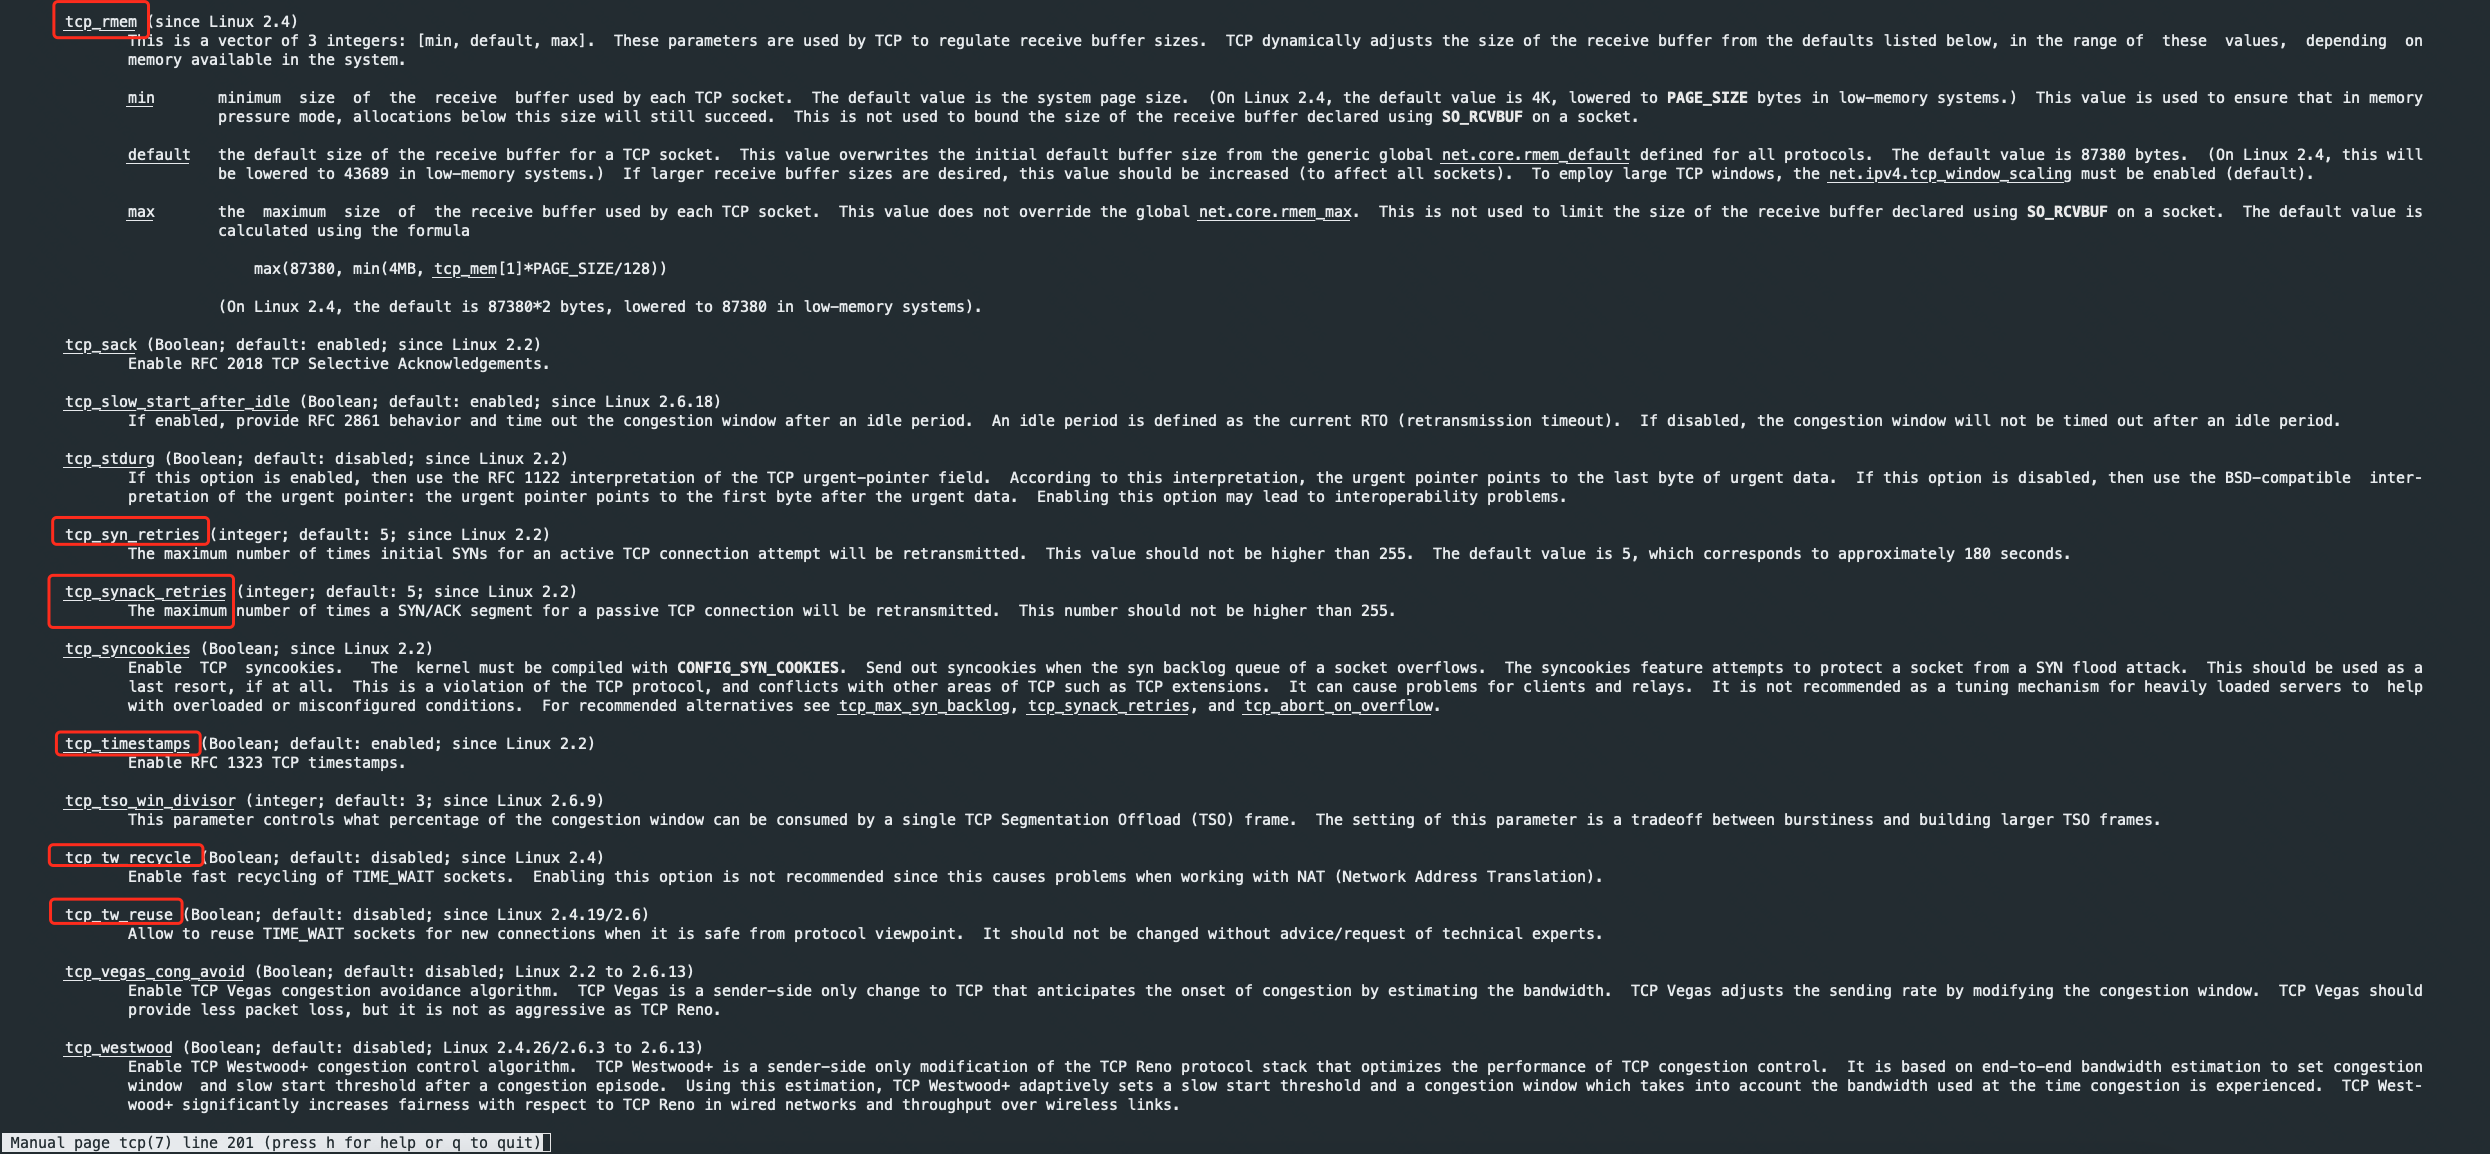 tcp_rmem (since Linux 2.4)
This is a vector of 3 integers: [min, default, max].  These parameters are used by TCP to regulate receive buffer sizes.  TCP dynamically adjusts the size of the receive buffer from the defaults listed below, in the range of  these  values,  depending  on
memory available in the system.
min       minimum  size  of  the  receive  buffer used by each TCP socket.  The default value is the system page size.  (On Linux 2.4, the default value is 4K, lowered to PAGE_SIZE bytes in low-memory systems.)  This value is used to ensure that in memory
pressure mode, allocations below this size will still succeed.  This is not used to bound the size of the receive buffer declared using SO_RCVBUF on a socket.
default   the default size of the receive buffer for a TCP socket.  This value overwrites the initial default buffer size from the generic global net.core.rmem_default defined for all protocols.  The default value is 87380 bytes.  (On Linux 2.4, this will
be lowered to 43689 in low-memory systems.)  If larger receive buffer sizes are desired, this value should be increased (to affect all sockets).  To employ large TCP windows, the net.ipv4.tcp_window_scaling must be enabled (default).
max       the  maximum  size  of  the receive buffer used by each TCP socket.  This value does not override the global net.core.rmem_max.  This is not used to limit the size of the receive buffer declared using SO_RCVBUF on a socket.  The default value is
calculated using the formula
max(87380, min(4MB, tcp_mem[1]*PAGE_SIZE/128))
(On Linux 2.4, the default is 87380*2 bytes, lowered to 87380 in low-memory systems).
tcp_sack (Boolean; default: enabled; since Linux 2.2)
Enable RFC 2018 TCP Selective Acknowledgements.
tcp_slow_start_after_idle (Boolean; default: enabled; since Linux 2.6.18)
If enabled, provide RFC 2861 behavior and time out the congestion window after an idle period.  An idle period is defined as the current RTO (retransmission timeout).  If disabled, the congestion window will not be timed out after an idle period.
tcp_stdurg (Boolean; default: disabled; since Linux 2.2)
If this option is enabled, then use the RFC 1122 interpretation of the TCP urgent-pointer field.  According to this interpretation, the urgent pointer points to the last byte of urgent data.  If this option is disabled, then use the BSD-compatible  inter-
pretation of the urgent pointer: the urgent pointer points to the first byte after the urgent data.  Enabling this option may lead to interoperability problems.
tcp_syn_retries (integer; default: 5; since Linux 2.2)
The maximum number of times initial SYNs for an active TCP connection attempt will be retransmitted.  This value should not be higher than 255.  The default value is 5, which corresponds to approximately 180 seconds.
tcp_synack_retries (integer; default: 5; since Linux 2.2)
The maximum number of times a SYN/ACK segment for a passive TCP connection will be retransmitted.  This number should not be higher than 255.
tcp_syncookies (Boolean; since Linux 2.2)
Enable  TCP  syncookies.   The  kernel must be compiled with CONFIG_SYN_COOKIES.  Send out syncookies when the syn backlog queue of a socket overflows.  The syncookies feature attempts to protect a socket from a SYN flood attack.  This should be used as a
last resort, if at all.  This is a violation of the TCP protocol, and conflicts with other areas of TCP such as TCP extensions.  It can cause problems for clients and relays.  It is not recommended as a tuning mechanism for heavily loaded servers to  help
with overloaded or misconfigured conditions.  For recommended alternatives see tcp_max_syn_backlog, tcp_synack_retries, and tcp_abort_on_overflow.
tcp_timestamps (Boolean; default: enabled; since Linux 2.2)
Enable RFC 1323 TCP timestamps.
tcp_tso_win_divisor (integer; default: 3; since Linux 2.6.9)
This parameter controls what percentage of the congestion window can be consumed by a single TCP Segmentation Offload (TSO) frame.  The setting of this parameter is a tradeoff between burstiness and building larger TSO frames.
tcp_tw_recycle (Boolean; default: disabled; since Linux 2.4)
Enable fast recycling of TIME_WAIT sockets.  Enabling this option is not recommended since this causes problems when working with NAT (Network Address Translation).
tcp_tw_reuse (Boolean; default: disabled; since Linux 2.4.19/2.6)
Allow to reuse TIME_WAIT sockets for new connections when it is safe from protocol viewpoint.  It should not be changed without advice/request of technical experts.
tcp_vegas_cong_avoid (Boolean; default: disabled; Linux 2.2 to 2.6.13)
Enable TCP Vegas congestion avoidance algorithm.  TCP Vegas is a sender-side only change to TCP that anticipates the onset of congestion by estimating the bandwidth.  TCP Vegas adjusts the sending rate by modifying the congestion window.  TCP Vegas should
provide less packet loss, but it is not as aggressive as TCP Reno.
tcp_westwood (Boolean; default: disabled; Linux 2.4.26/2.6.3 to 2.6.13)
Enable TCP Westwood+ congestion control algorithm.  TCP Westwood+ is a sender-side only modification of the TCP Reno protocol stack that optimizes the performance of TCP congestion control.  It is based on end-to-end bandwidth estimation to set congestion
window  and slow start threshold after a congestion episode.  Using this estimation, TCP Westwood+ adaptively sets a slow start threshold and a congestion window which takes into account the bandwidth used at the time congestion is experienced.  TCP West-
wood+ significantly increases fairness with respect to TCP Reno in wired networks and throughput over wireless links.
Manual page tcp(7) line 201 (press h for help or q to quit)